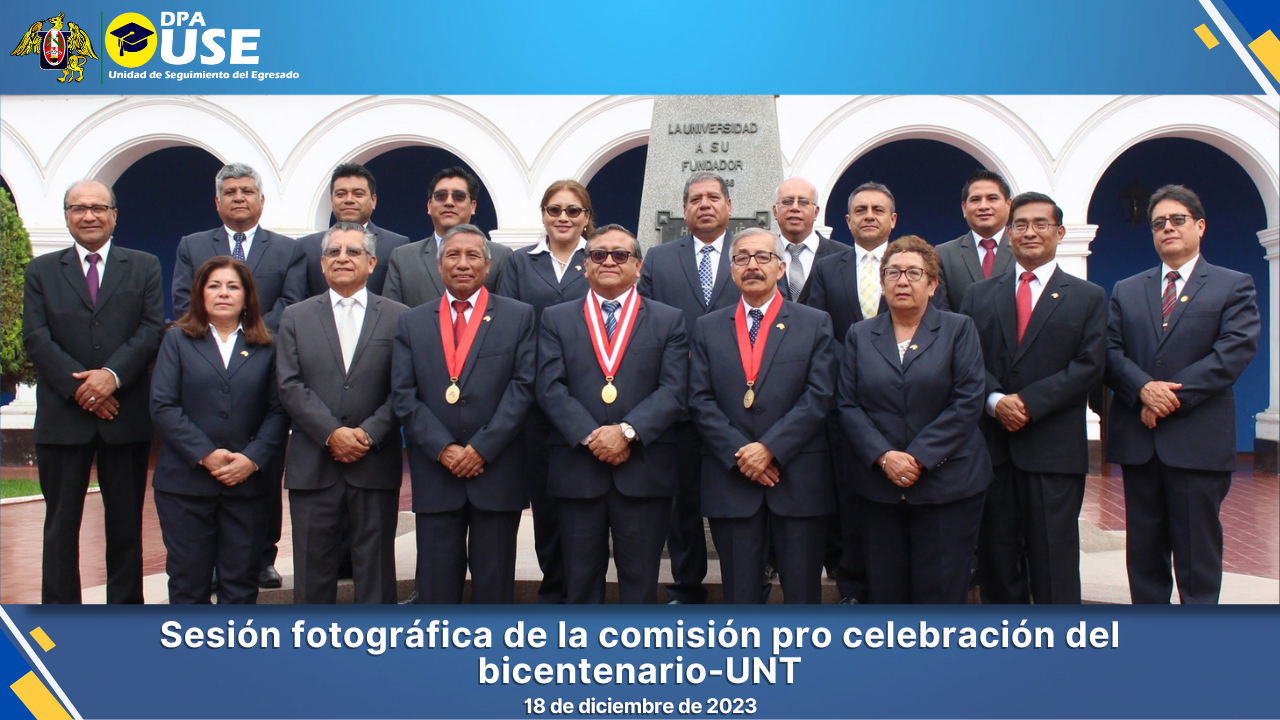 DPA
USE
Unidad de Seguimiento del Egresado
LA UNIVERSIDAD
A SU
FUNDADOR
Sesión fotográfica de la comisión pro celebración del
bicentenario-UNT
18 de diciembre de 2023